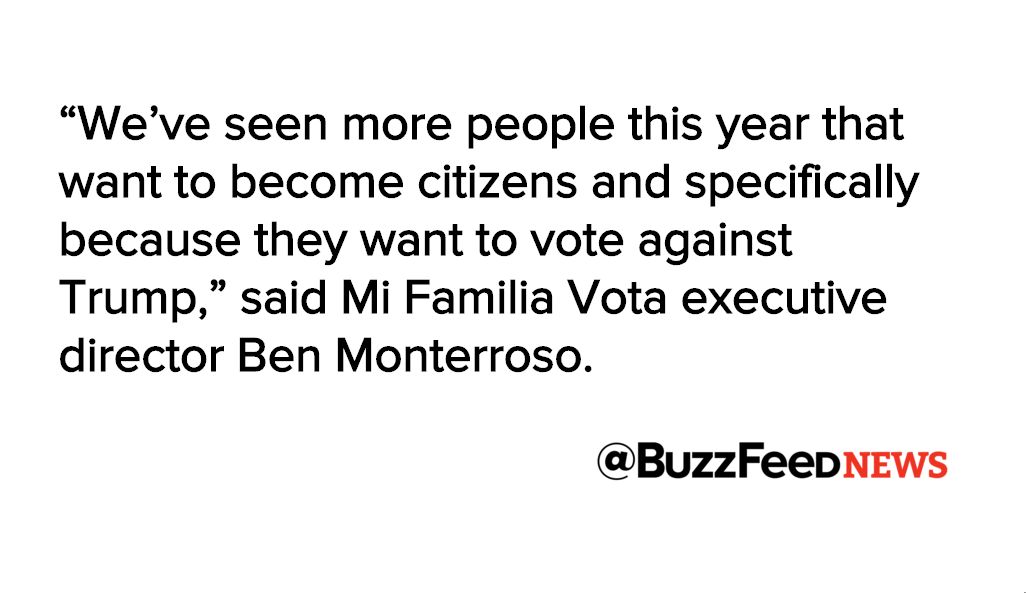 “We’ve seen more people this year that
want to become citizens and specifically
because they want to vote against
Trump,” said Mi Familia Vota executive
director Ben Monterroso.
@BuzzFeedNEWS